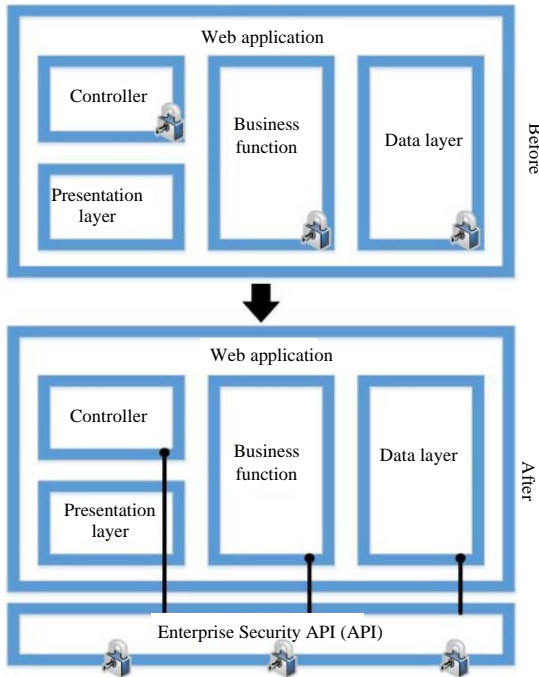 Web application
Controller
Business
function
Data layer
Presentation
layer
Before
Web application
Controller
Business
function
Data layer
Presentation
layer
After
Enterprise Security API (API)